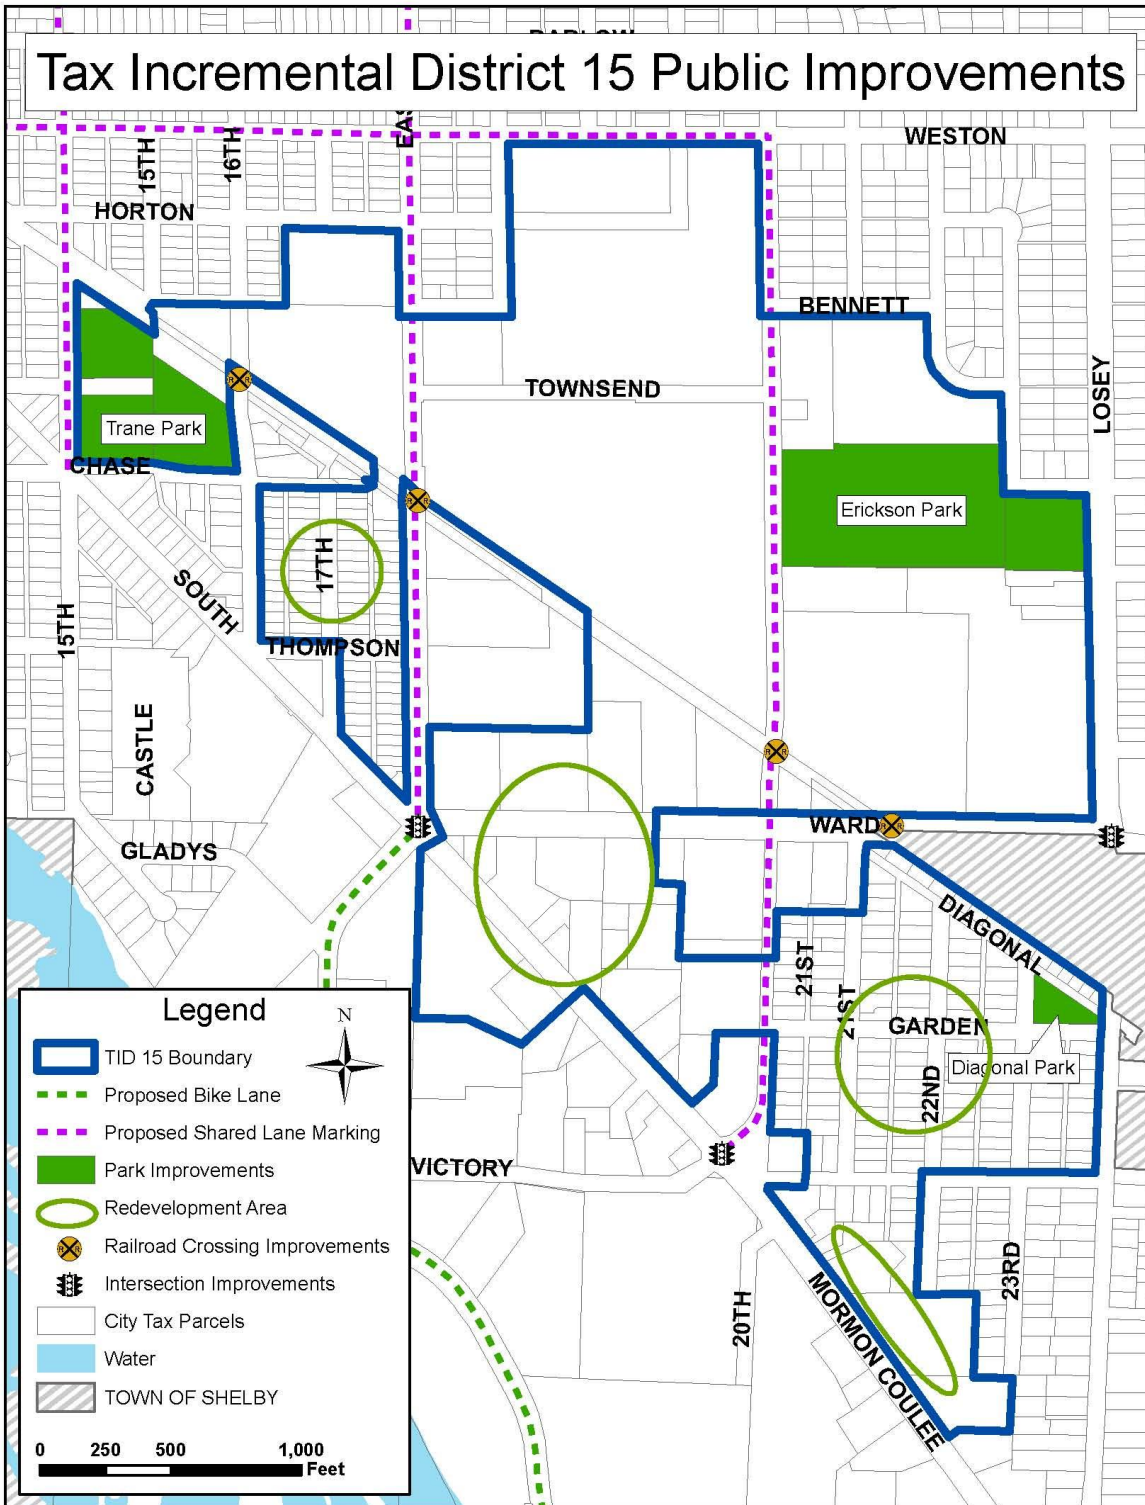 Tax Incremental District 15 Public Improvements
WESTON
15TH
16TH
HORTON
BENNETT
TOWNSEND
LOSEY
Trane Park
CHASE
Erickson Park
17TH
SOUTH
15TH
THOMPSON
CASTLE
WARD
GLADYS
DIAGONAL
21ST
21ST
GARDEN
22ND
Diagonal Park
VICTORY
23RD
20TH
MORMON COULEE
Legend
N
TID 15 Boundary
Proposed Bike Lane
Proposed Shared Lane Marking
Park Improvements
Redevelopment Area
Railroad Crossing Improvements
Intersection Improvements
City Tax Parcels
Water
TOWN OF SHELBY
0 250 500 1,000
Feet